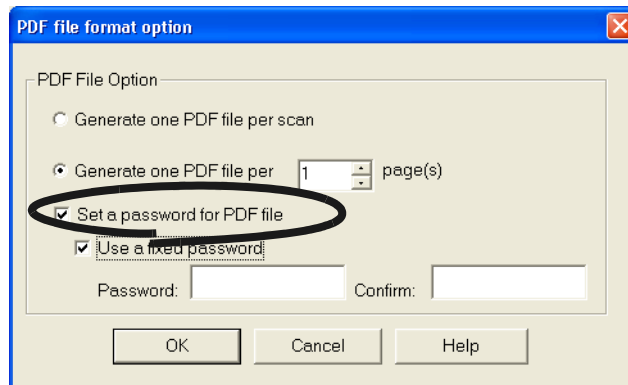 PDF file format option
PDF File Option
Generate one PDF file per scan
Generate one PDF file per 1 page(s)
Set a password for PDF file
Use a fixed password
Password: Confirm:
OK Cancel Help